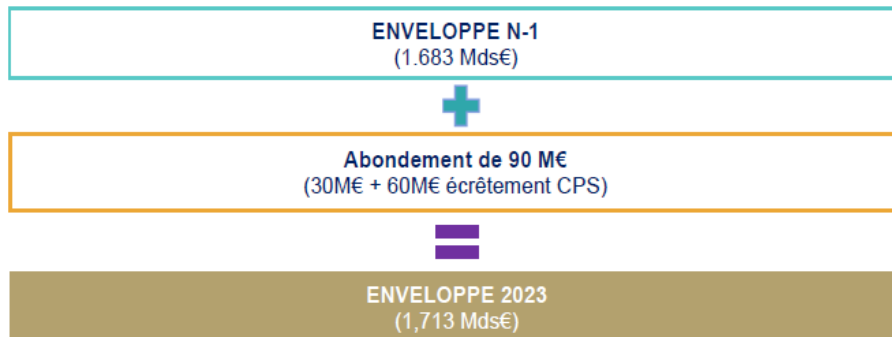 ENVELOPPE N-1
(1.683 Mds€)
Abondement de 90 M€
(30M€ + 60M€ écrêtement CPS)
ENVELOPPE 2023
(1,713 Mds€)